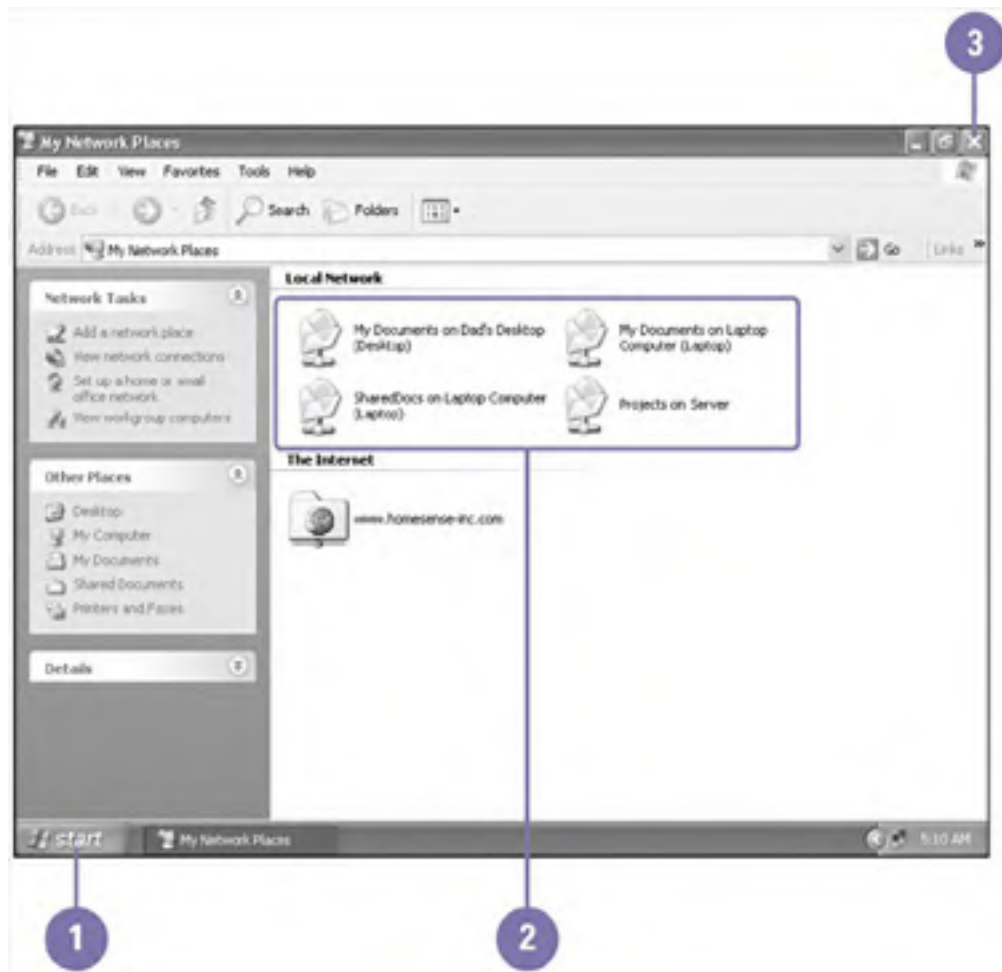 3
My Network Places
File Edit View Favorites Tools Help
Back Search Folders
Address My Network Places Go Links
Network Tasks
Add a network place
View network connections
Set up a home or small
office network
View workgroup computers
Other Places
Desktop
My Computer
My Documents
Shared Documents
Printers and Faxes
Details
Local Network
My Documents on Dad's Desktop
(Desktop)
My Documents on Laptop
Computer (Laptop)
SharedDocs on Laptop Computer
(Laptop)
Projects on Server
The Internet
www.homesense-inc.com
start My Network Places 5:10 AM
1 2